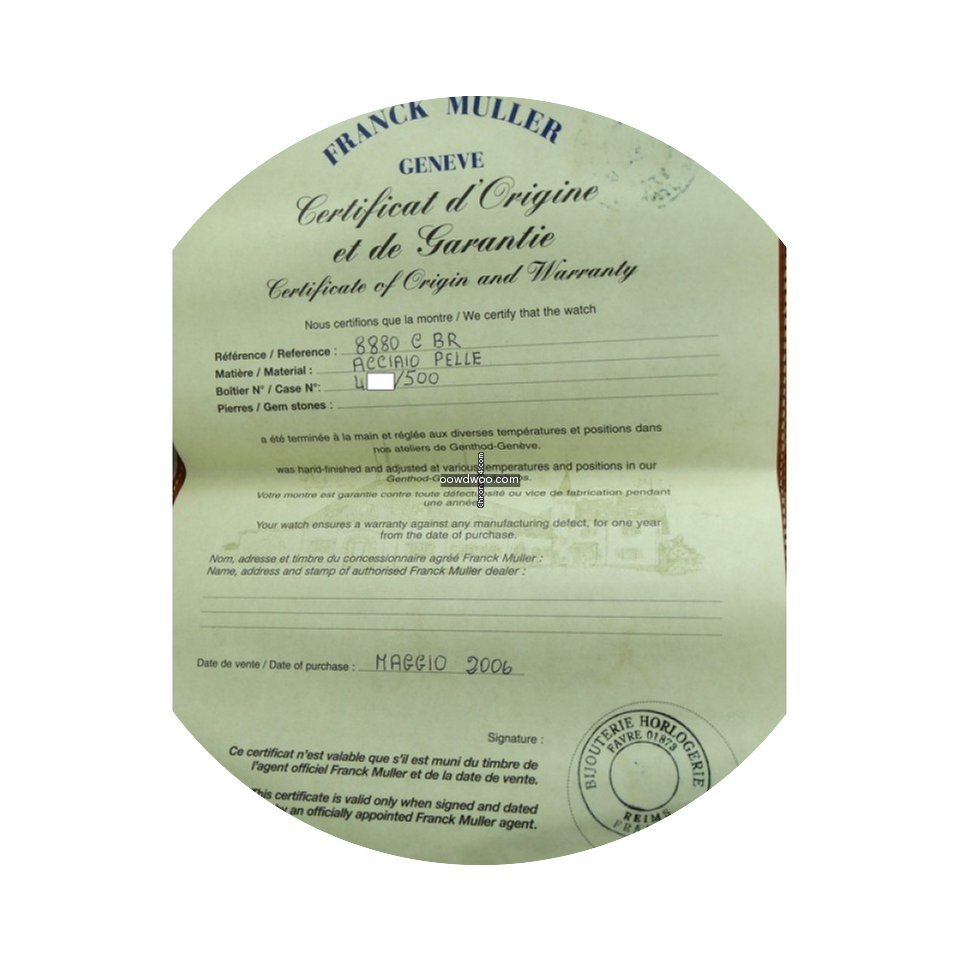 FRANCK MULLER
GENEVE
Certificat d'Origine
et de Garantie
Certificate of Origin and Warranty
Nous certifions que la montre / We certify that the watch
Référence / Reference : 8880 C BR
Matière / Material : ACCIAIO PELLE
Boîtier N° / Case N°: 4 /500
Pierres / Gem stones :
a été terminée à la main et réglée aux diverses températures et positions dans
nos ateliers de Genthod-Genève.
was hand-finished and adjusted at various temperatures and positions in our
oowdwoo.com
Votre montre est garantie contre toute défectuosité ou vice de fabrication pendant
une année
Your watch ensures a warranty against any manufacturing defect, for one year
from the date of purchase.
Nom, adresse et timbre du concessionnaire agréé Franck Muller :
Name, address and stamp of authorised Franck Muller dealer :
Date de vente / Date of purchase : MAGGIO 2006
Signature :
Ce certificat n'est valable que s'il est muni du timbre de
l'agent officiel Franck Muller et de la date de vente.
This certificate is valid only when signed and dated
by an officially appointed Franck Muller agent.
BIJOUTERIE HORLOGERIE
FAVRE 01873
REIMS